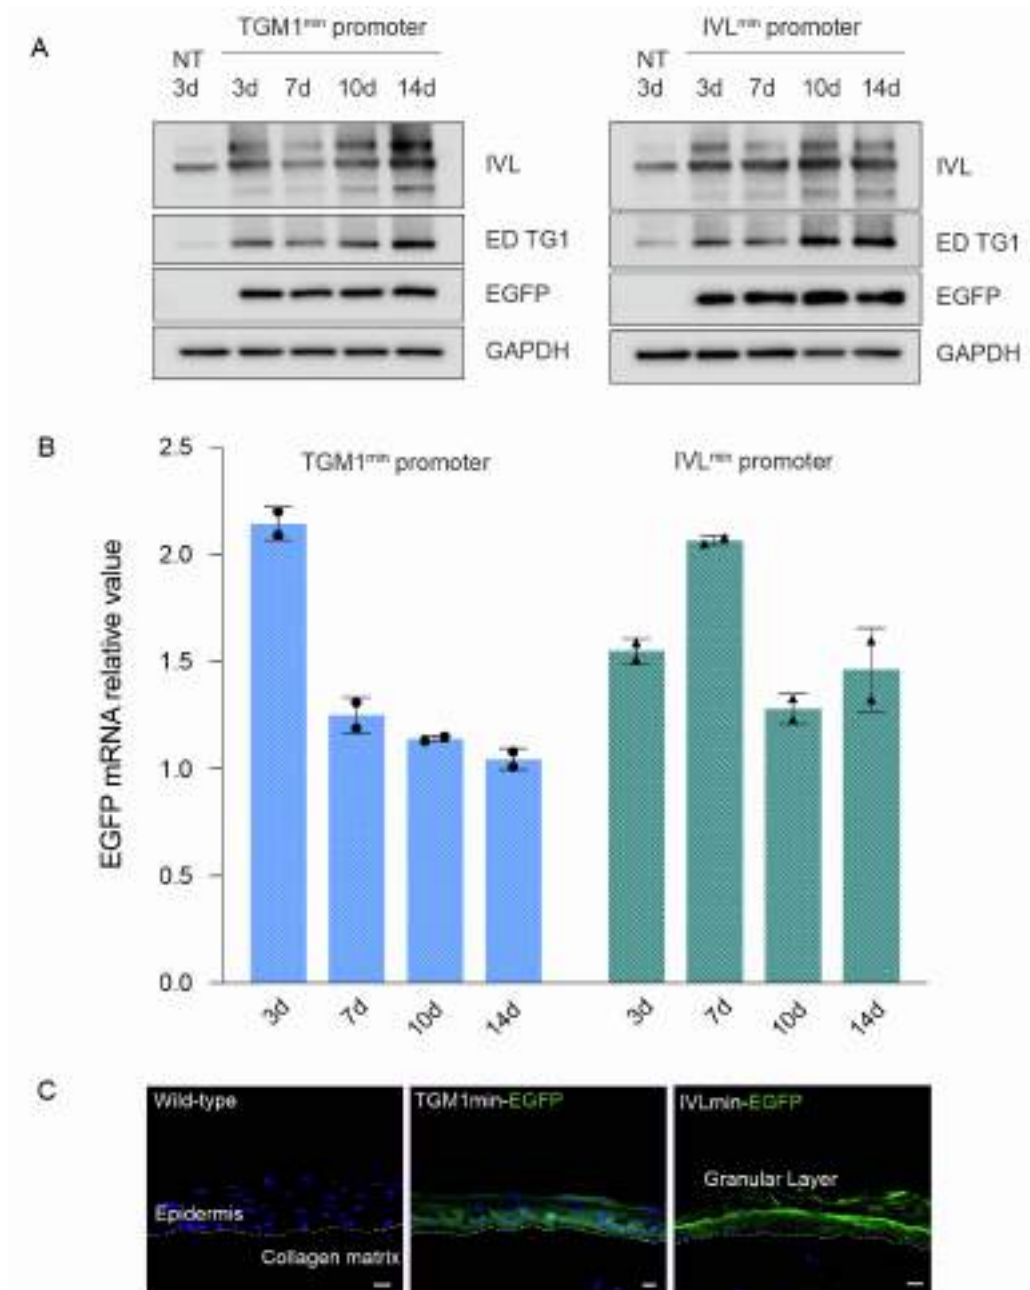 A
TGM1ᵐⁱⁿ promoter
NT
3d 3d 7d 10d 14d
IVL
ED TG1
EGFP
GAPDH
IVLᵐⁱⁿ promoter
NT
3d 3d 7d 10d 14d
IVL
ED TG1
EGFP
GAPDH
B
EGFP mRNA relative value
2.5
2.0
1.5
1.0
0.5
0.0
TGM1ᵐⁱⁿ promoter
IVLᵐⁱⁿ promoter
3d 7d 10d 14d 3d 7d 10d 14d
C
Wild-type
Epidermis
Collagen matrix
TGM1min-EGFP
IVLmin-EGFP
Granular Layer